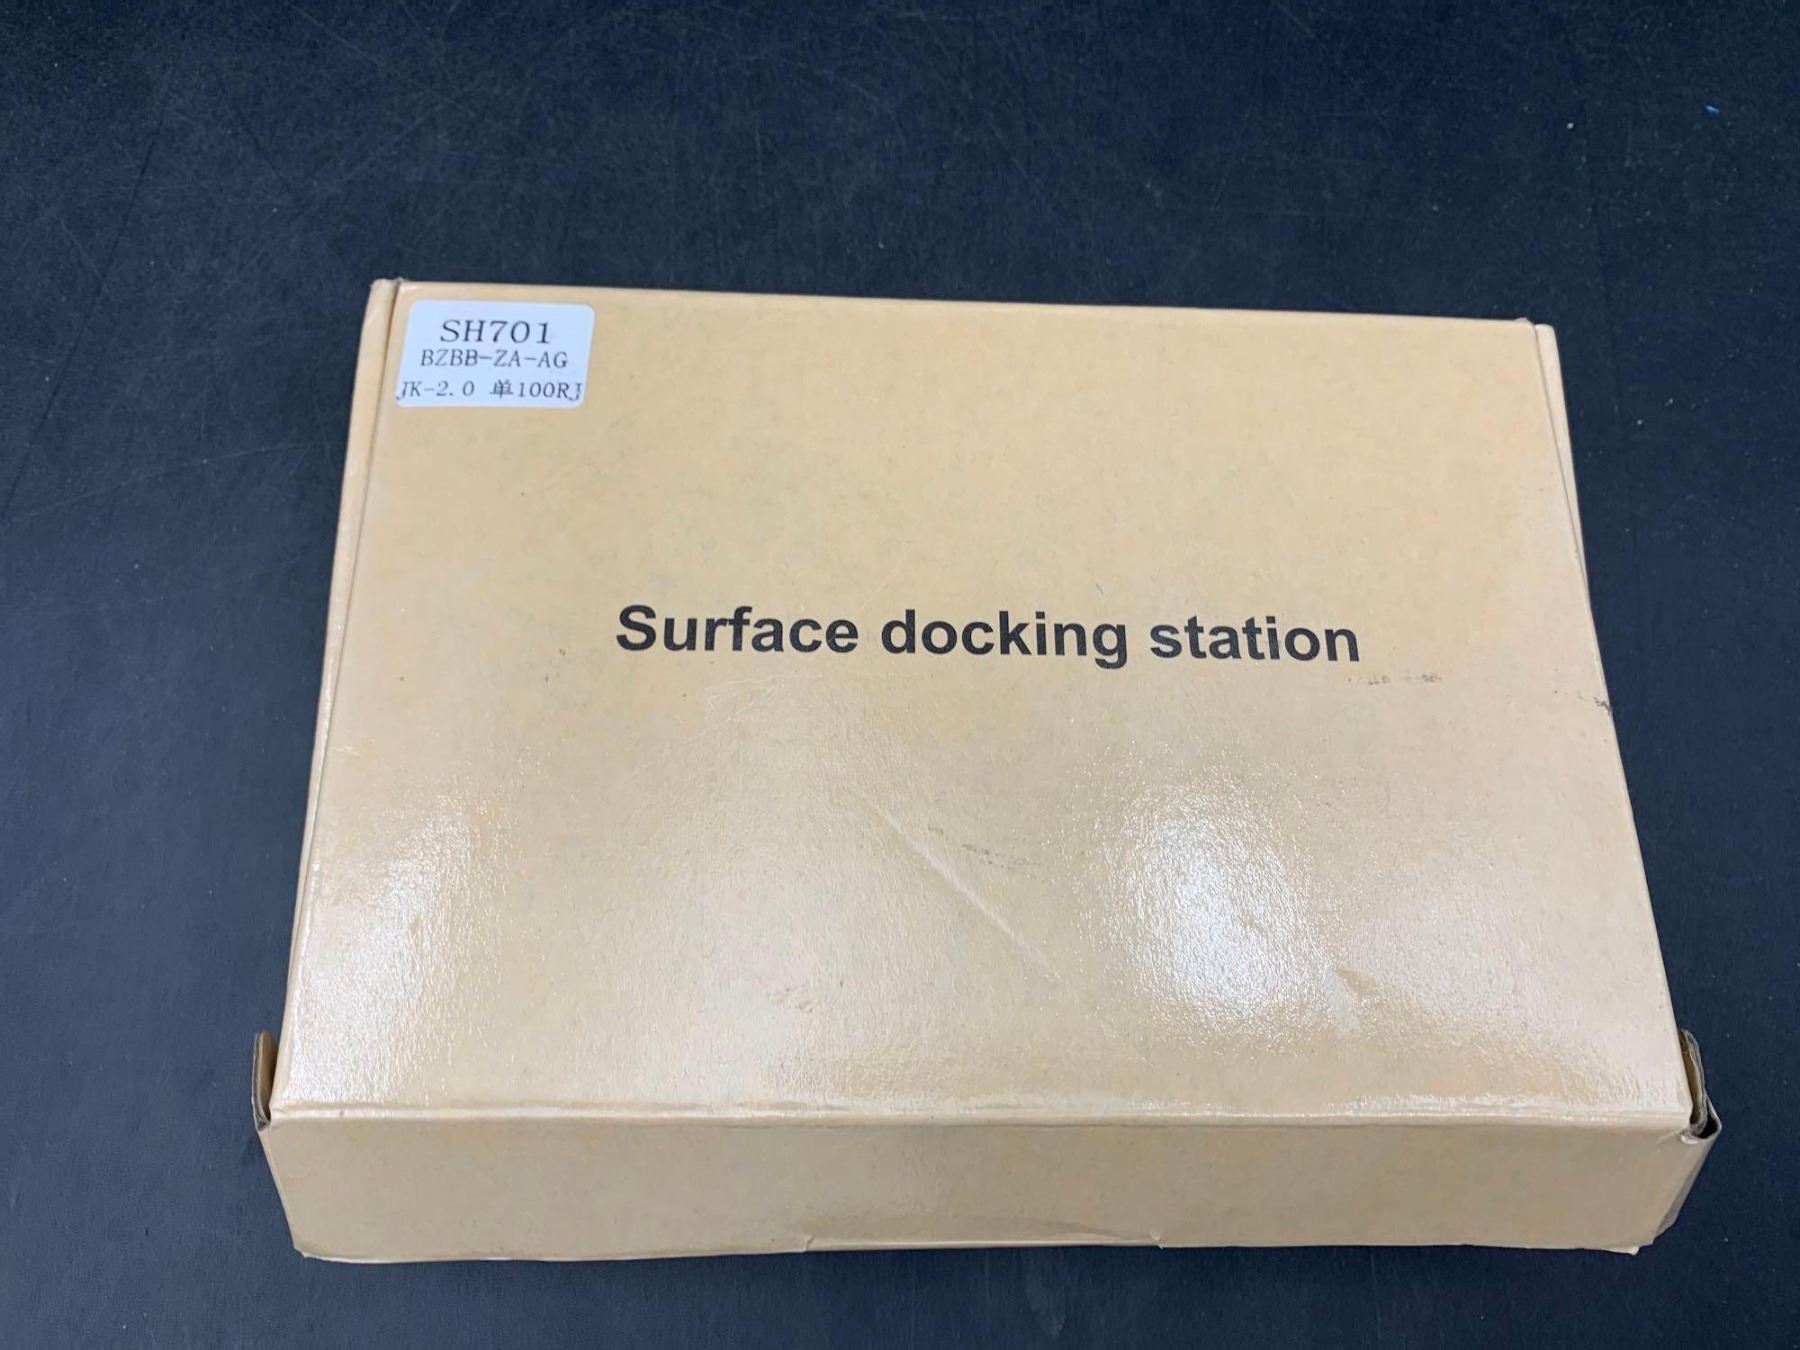 SH701
BZBB-ZA-AG
JK-2.0 单100RJ
Surface docking station